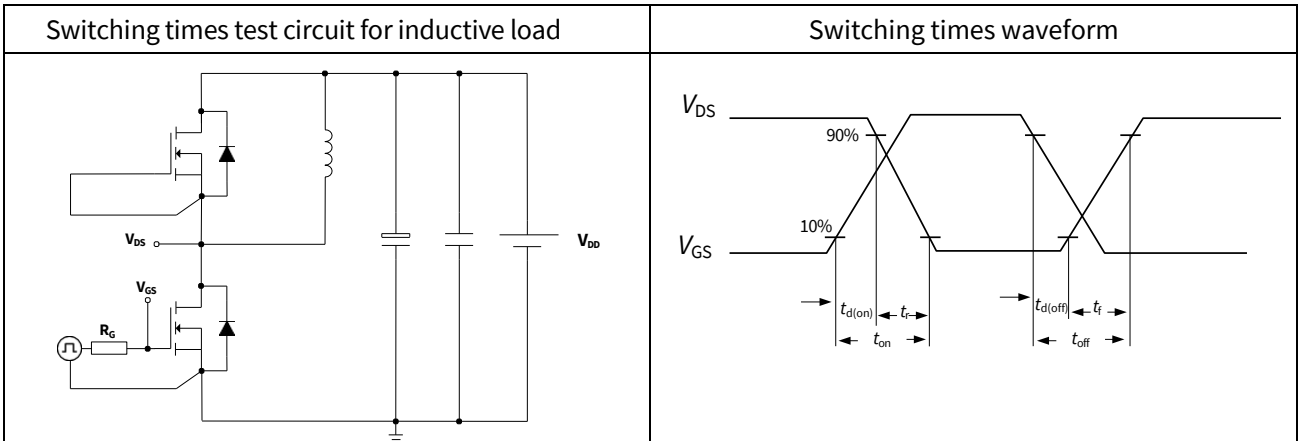 Switching times test circuit for inductive load
Switching times waveform
VDS
VDD
VGS
RG
VDS
90%
10%
VGS
td(on)
tr
ton
td(off)
tf
toff